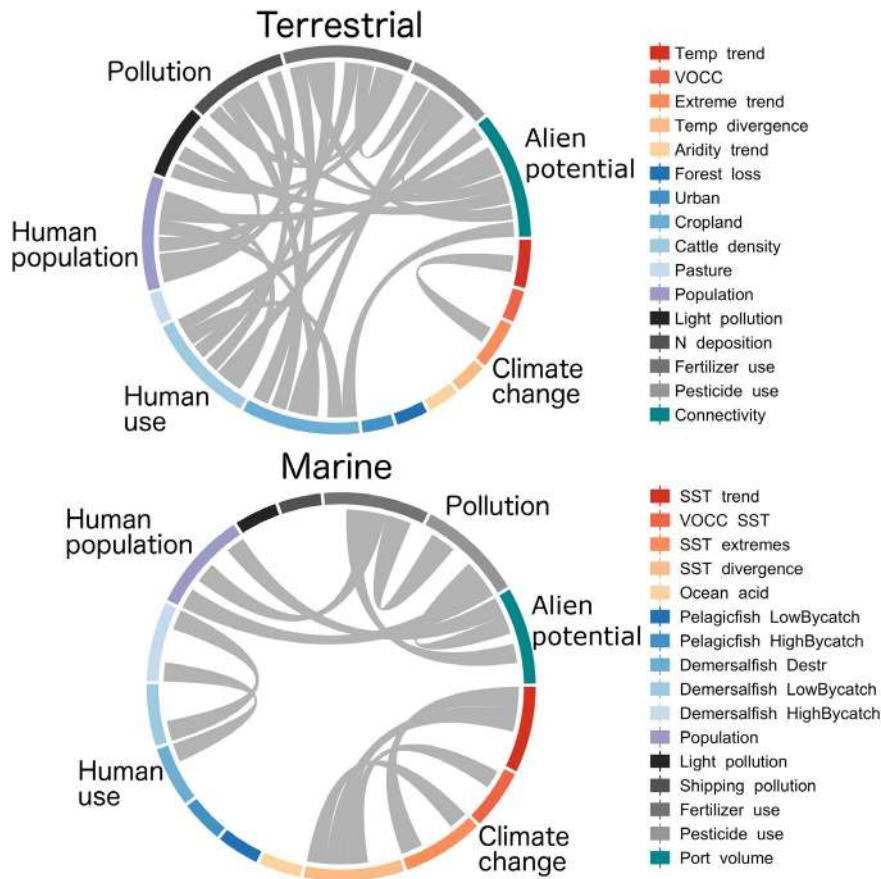 Terrestrial
Pollution
Alien
potential
Human
population
Human
use
Climate
change
Temp trend
VOCC
Extreme trend
Temp divergence
Aridity trend
Forest loss
Urban
Cropland
Cattle density
Pasture
Population
Light pollution
N deposition
Fertilizer use
Pesticide use
Connectivity
Marine
Human
population
Pollution
Alien
potential
Human
use
Climate
change
SST trend
VOCC SST
SST extremes
SST divergence
Ocean acid
Pelagicfish LowBycatch
Pelagicfish HighBycatch
Demersalfish Destr
Demersalfish LowBycatch
Demersalfish HighBycatch
Population
Light pollution
Shipping pollution
Fertilizer use
Pesticide use
Port volume